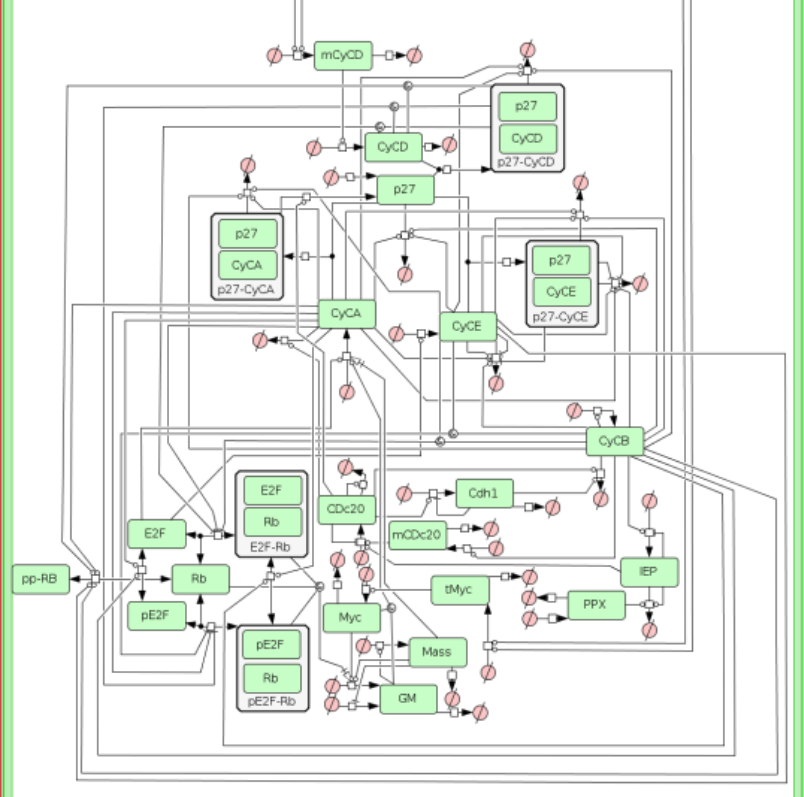 mCyCD
p27
CyCD
p27-CyCD
CyCD
p27
p27
CyCA
p27-CyCA
p27
CyCE
p27-CyCE
CyCA
CyCE
CyCB
E2F
Rb
E2F-Rb
CDc20
Cdh1
mCDc20
E2F
pp-RB
Rb
IEP
tMyc
PPX
pE2F
Myc
pE2F
Rb
pE2F-Rb
Mass
GM